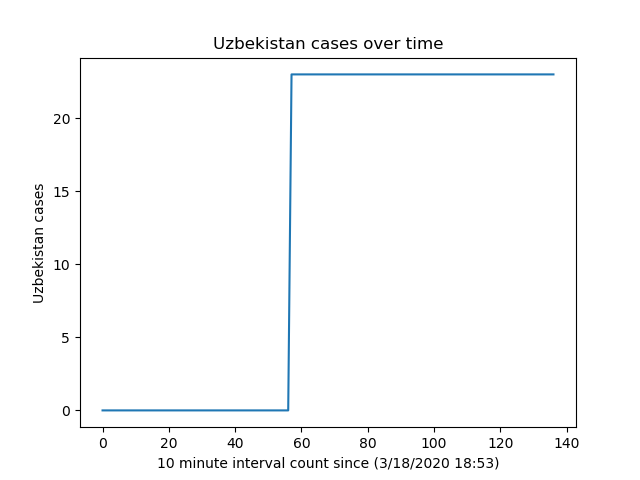 Uzbekistan cases over time
20
15
10
5
0
Uzbekistan cases
0 20 40 60 80 100 120 140
10 minute interval count since (3/18/2020 18:53)